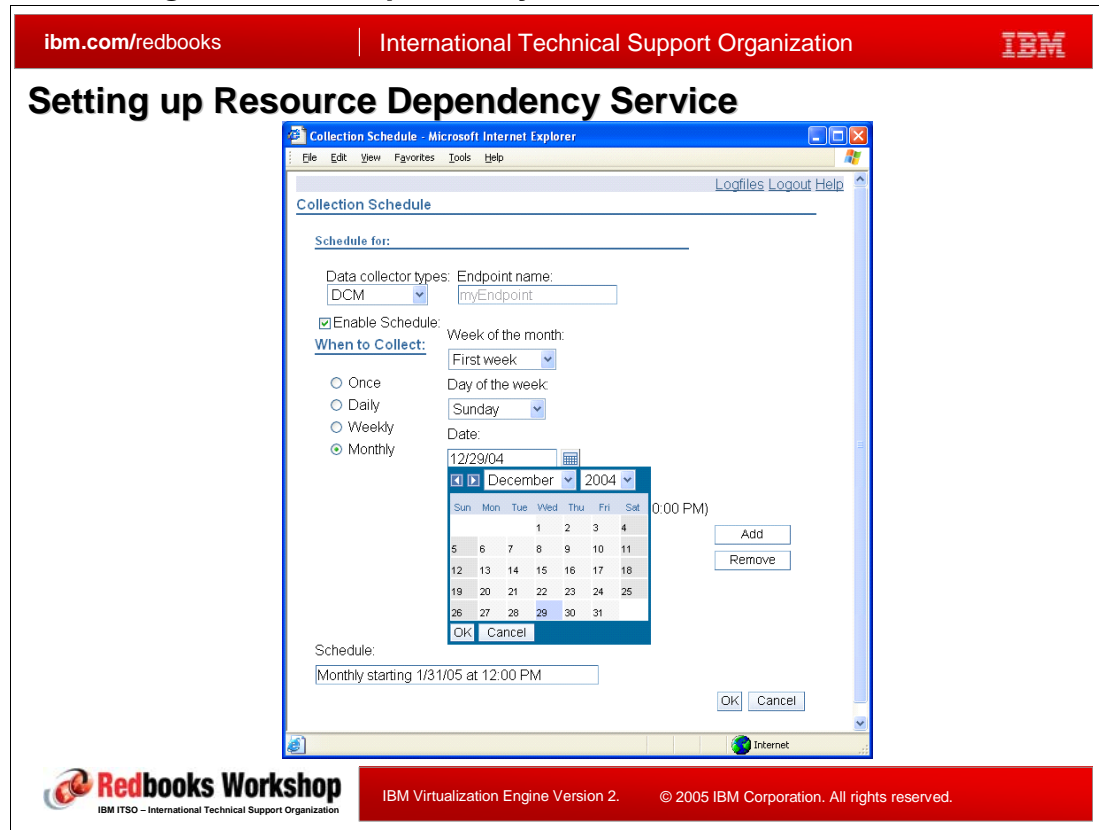 ibm.com/redbooks
International Technical Support Organization
IBM
Setting up Resource Dependency Service
Collection Schedule - Microsoft Internet Explorer
File Edit View Favorites Tools Help
Logfiles Logout Help
Collection Schedule
Schedule for:
Data collector types: Endpoint name:
DCM myEndpoint
Enable Schedule:
When to Collect:
Week of the month:
First week
Once
Daily
Weekly
Monthly
Day of the week:
Sunday
Date:
12/29/04
December 2004
Sun Mon Tue Wed Thu Fri Sat
1 2 3 4
5 6 7 8 9 10 11
12 13 14 15 16 17 18
19 20 21 22 23 24 25
26 27 28 29 30 31
OK Cancel
0:00 PM)
Add
Remove
Schedule:
Monthly starting 1/31/05 at 12:00 PM
OK Cancel
Internet
Redbooks Workshop
IBM ITSO – International Technical Support Organization
IBM Virtualization Engine Version 2.
© 2005 IBM Corporation. All rights reserved.